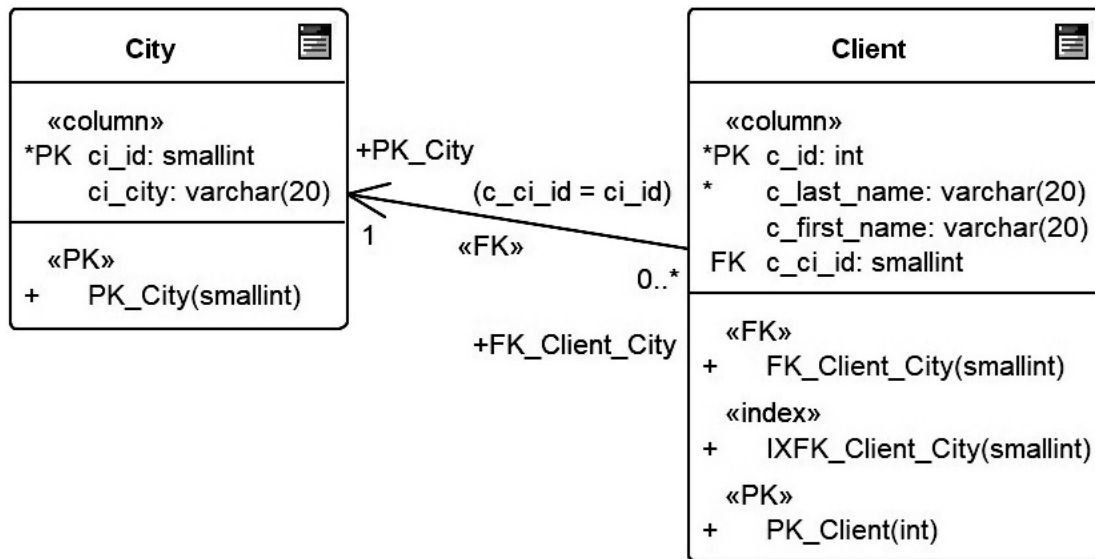 City
«column»
*PK ci_id: smallint
ci_city: varchar(20)
«PK»
+ PK_City(smallint)
+PK_City
(c_ci_id = ci_id)
1
«FK»
0..*
+FK_Client_City
Client
«column»
*PK c_id: int
* c_last_name: varchar(20)
c_first_name: varchar(20)
FK c_ci_id: smallint
«FK»
+ FK_Client_City(smallint)
«index»
+ IXFK_Client_City(smallint)
«PK»
+ PK_Client(int)